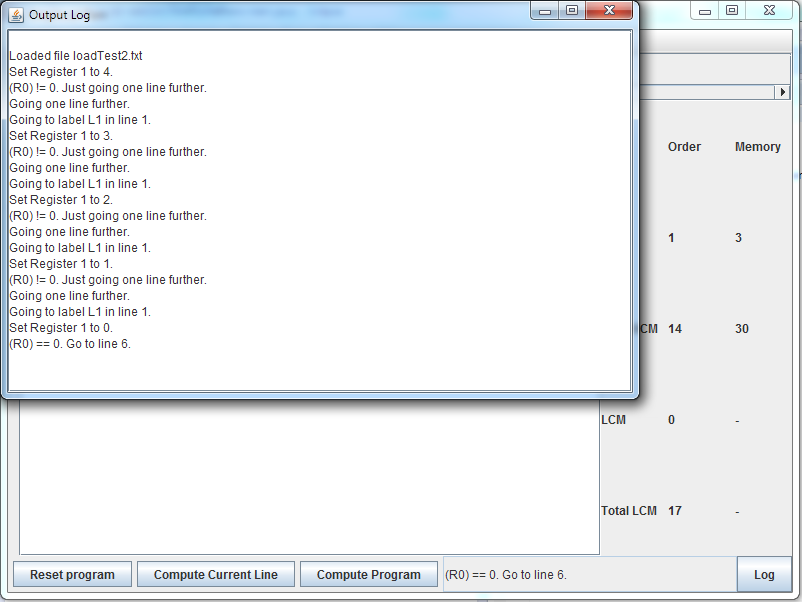 Output Log
Loaded file loadTest2.txt
Set Register 1 to 4.
(R0) != 0. Just going one line further.
Going one line further.
Going to label L1 in line 1.
Set Register 1 to 3.
(R0) != 0. Just going one line further.
Going one line further.
Going to label L1 in line 1.
Set Register 1 to 2.
(R0) != 0. Just going one line further.
Going one line further.
Going to label L1 in line 1.
Set Register 1 to 1.
(R0) != 0. Just going one line further.
Going one line further.
Going to label L1 in line 1.
Set Register 1 to 0.
(R0) == 0. Go to line 6.
Order Memory
1 3
CM 14 30
LCM 0 -
Total LCM 17 -
Reset program Compute Current Line Compute Program (R0) == 0. Go to line 6. Log